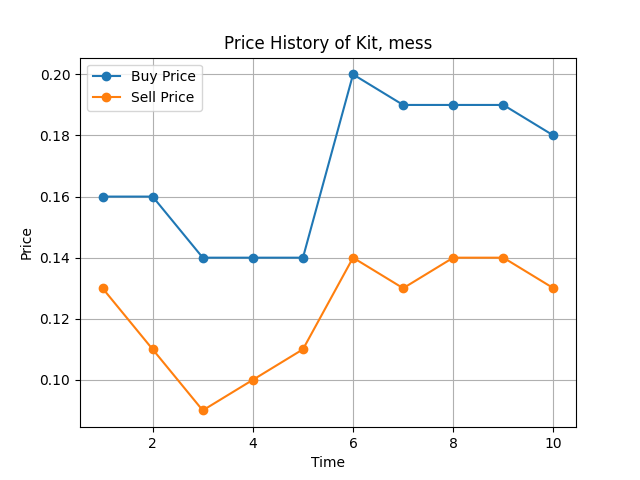 Price History of Kit, mess
Buy Price
Sell Price
Price
0.20
0.18
0.16
0.14
0.12
0.10
2 4 6 8 10
Time